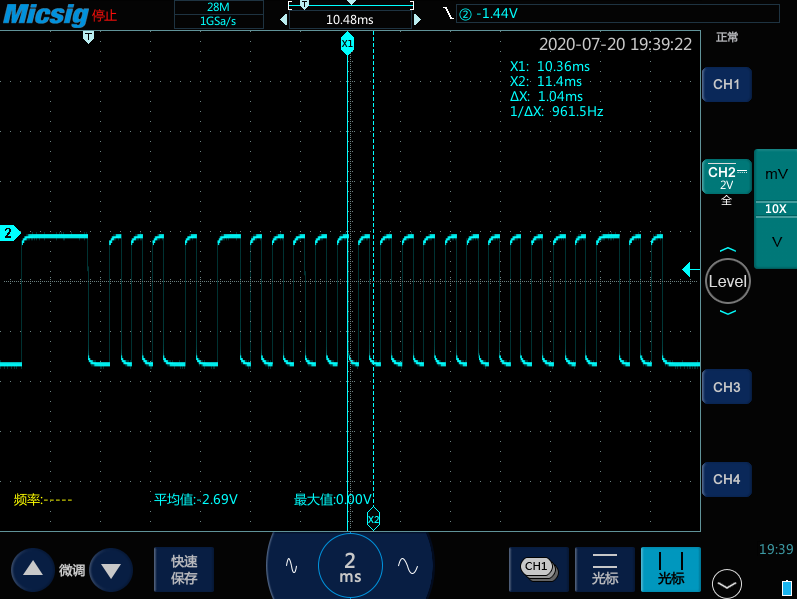 Micsig 停止
28M
1GSa/s
T
10.48ms
② -1.44V
T
X1
2020-07-20 19:39:22
X1: 10.36ms
X2: 11.4ms
ΔX: 1.04ms
1/ΔX: 961.5Hz
正常
CH1
CH2
2V
全
mV
10X
V
2
Level
CH3
CH4
频率:-----
平均值:-2.69V
最大值:0.00V
X2
微调
快速
保存
2
ms
CH1
光标
光标
19:39